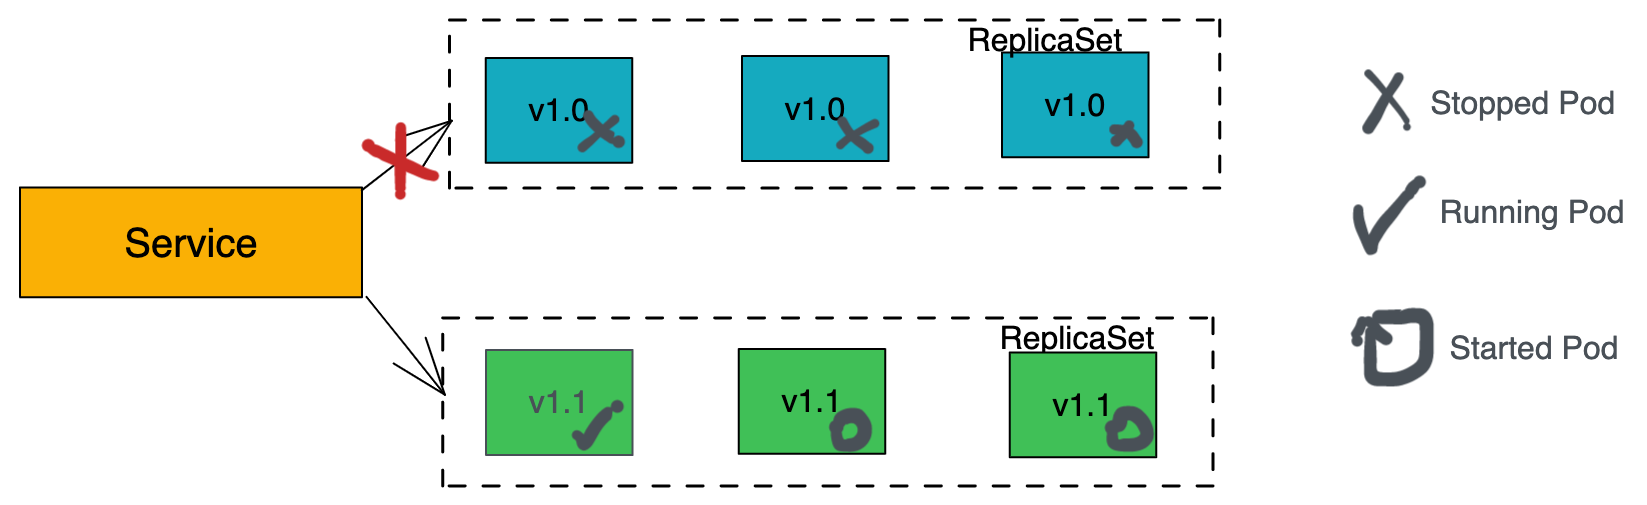 ReplicaSet
v1.0
v1.0
v1.0
Stopped Pod
Running Pod
Service
ReplicaSet
Started Pod
v1.1
v1.1
v1.1